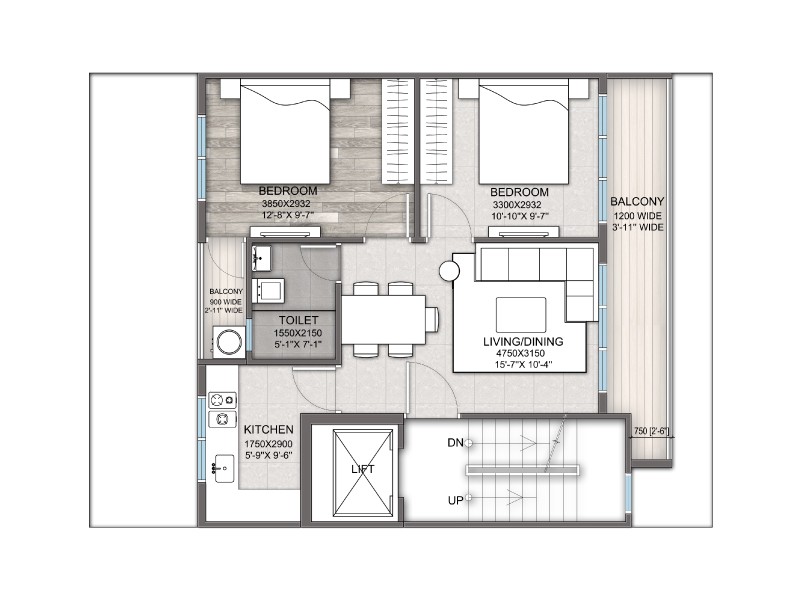 BEDROOM
3850X2932
12'-8"X 9'-7"
BEDROOM
3300X2932
10'-10"X 9'-7"
BALCONY
1200 WIDE
3'-11" WIDE
BALCONY
900 WIDE
2'-11" WIDE
TOILET
1550X2150
5'-1"X 7'-1"
LIVING/DINING
4750X3150
15'-7"X 10'-4"
KITCHEN
1750X2900
5'-9"X 9'-6"
LIFT
DN
UP
750 [2'-6"]